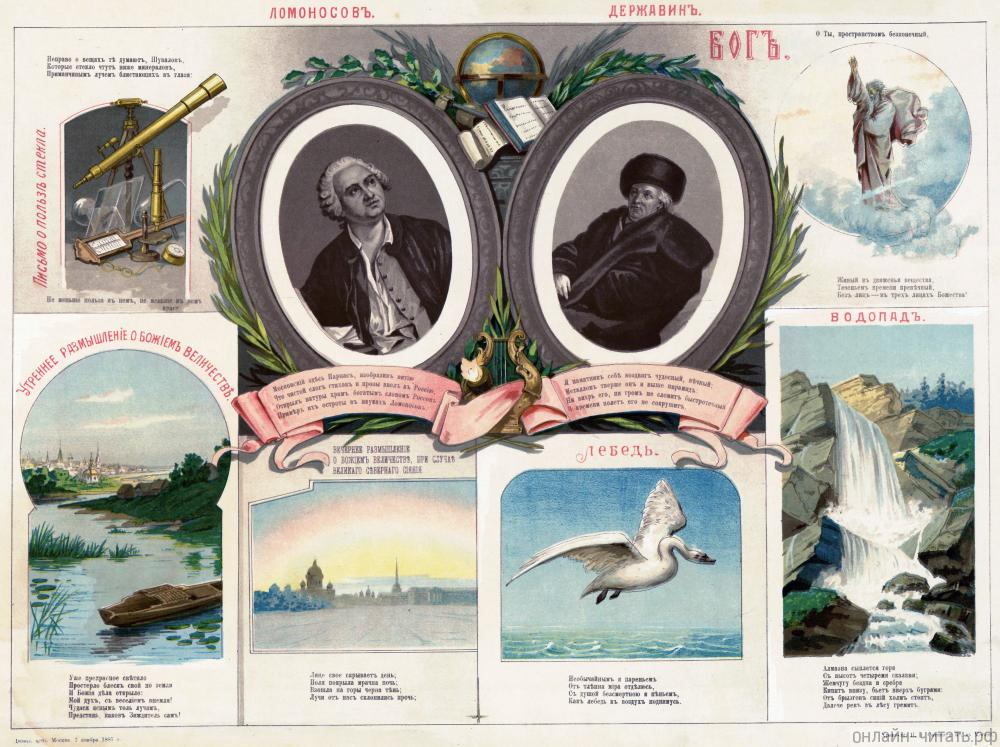 ЛОМОНОСОВЪ.
ДЕРЖАВИНЪ.
БОГЪ.
О Ты, пространствомъ безконечный,
Неправо о вещахъ тѣ думаютъ, Шуваловъ,
Которые стекло чтутъ ниже минераловъ,
Приманчивымъ лучемъ блистающихъ въ глаза:
ПИСЬМО О ПОЛЬЗѢ СТЕКЛА.
Не меньше польза въ немъ, не меньше въ немъ
краса
Живый въ движеньи вещества,
Теченьемъ времени превѣчный,
Безъ лицъ — въ трехъ лицахъ Божества!
Московскій здѣсь Парнасъ, изобразилъ витію
Что чистый слогъ стиховъ и прозы ввелъ въ Россію.
Открылъ натуры храмъ богатымъ словомъ Россовъ
Примѣръ ихъ остроты въ наукахъ Ломоносовъ.
Я памятникъ себѣ воздвигъ чудесный, вѣчный;
Металловъ тверже онъ и выше пирамидъ
Ни вихрь его, ни громъ не сломитъ быстротечный
И времени полетъ его не сокрушитъ.
УТРЕННЕЕ РАЗМЫШЛЕНІЕ О БОЖІЕМЪ ВЕЛИЧЕСТВѢ.
ВЕЧЕРНЕЕ РАЗМЫШЛЕНІЕ
О БОЖІЕМЪ ВЕЛИЧЕСТВѢ, ПРИ СЛУЧАѢ
ВЕЛИКАГО СѢВЕРНАГО СІЯНІЯ
ЛЕБЕДЬ.
ВОДОПАДЪ.
Уже прекрасное свѣтило
Простерло блескъ свой по земли
И Божія дѣла открыло:
Мой духъ, съ веселіемъ внемли!
Чудяся яснымъ толь лучамъ,
Представь, каковъ Зиждитель самъ!
Лице свое скрываетъ день;
Поля покрыла мрачна ночь;
Взошла на горы черна тѣнь;
Лучи отъ насъ склонились прочь;
Необычайнымъ я пареньемъ
Отъ тлѣнна міра отдѣлюсь,
Съ душой безсмертною и пѣньемъ,
Какъ лебедь въ воздухъ поднимусь.
Алмазна сыплется гора
Съ высотъ четыремя скалами;
Жемчугу бездна и сребра
Кипитъ внизу, бьетъ вверхъ буграми;
Отъ брызговъ синій холмъ стоитъ,
Далече ревъ въ лѣсу гремитъ.
Москва, 7 ноября 188
онлайн-читать.рф